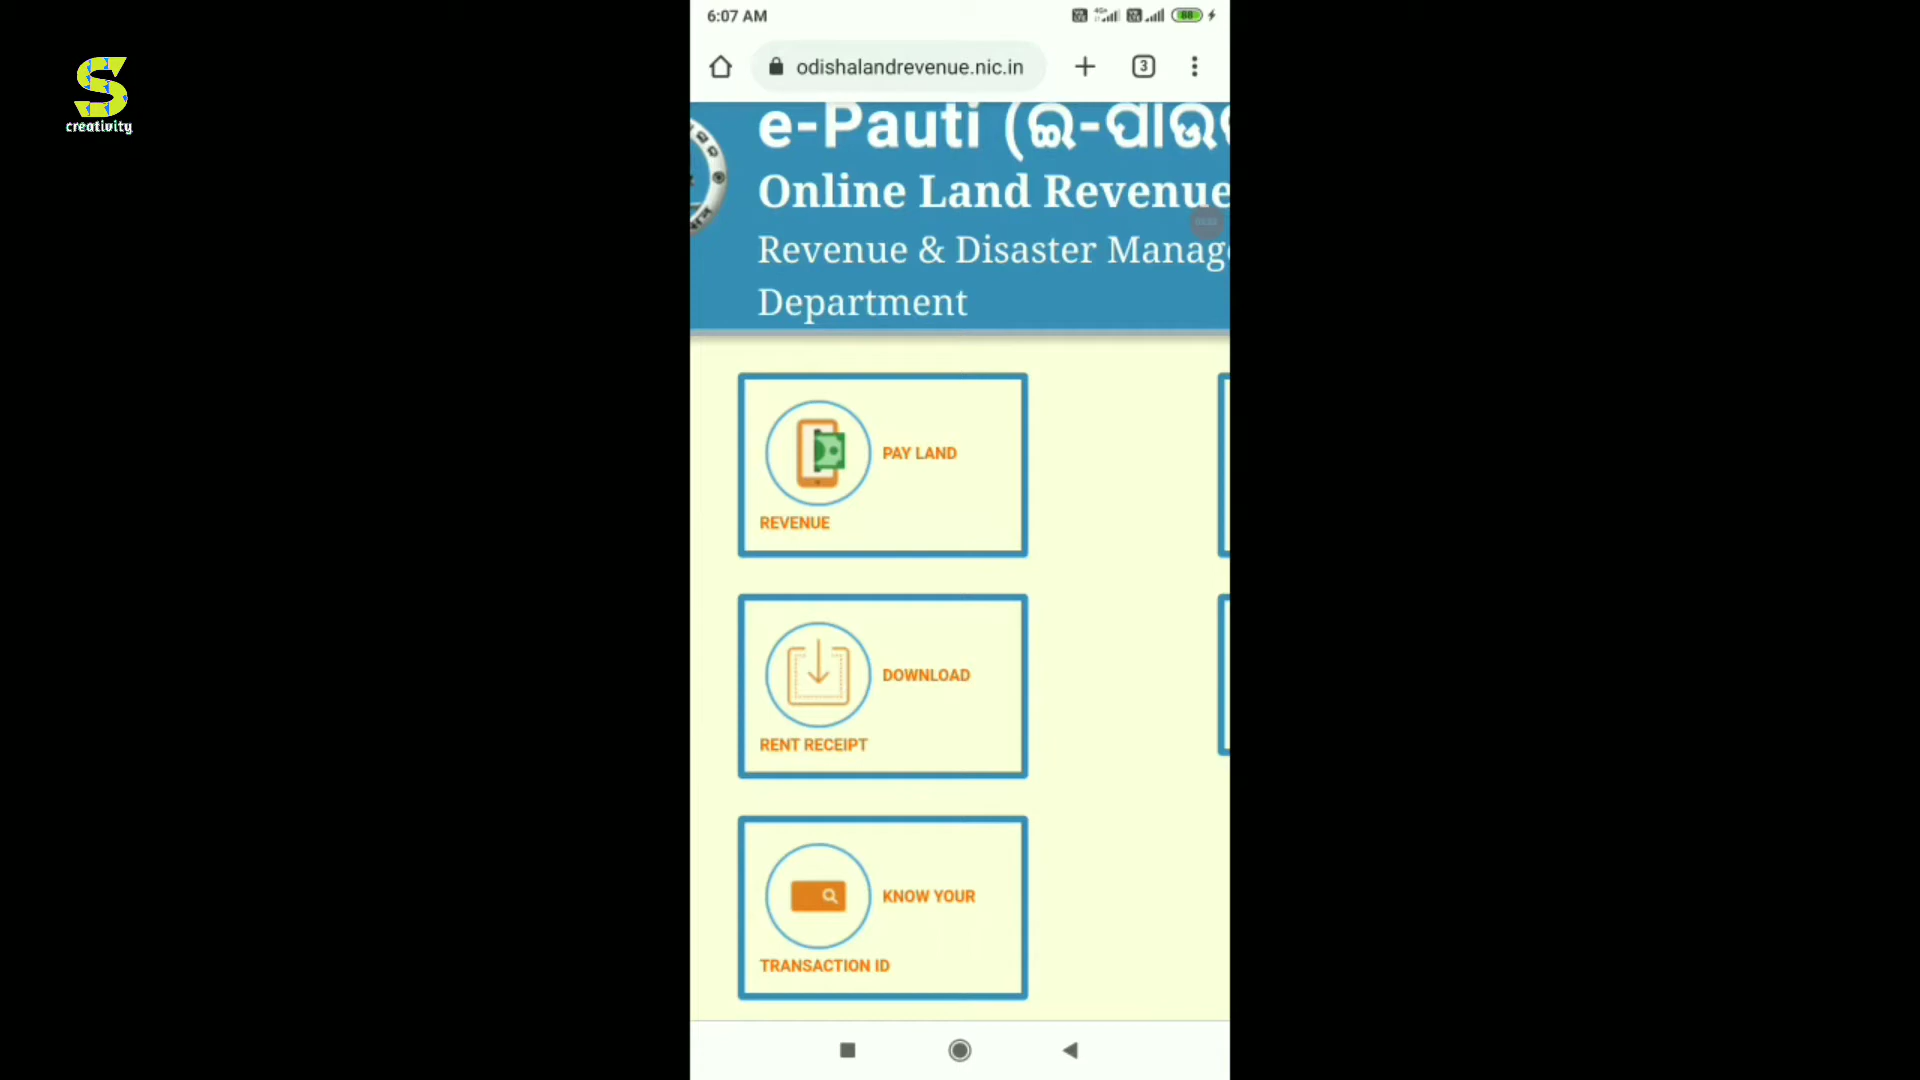 6:07 AM
88
odishalandrevenue.nic.in
3
S
creativity
e-Pauti (ଇ-ପାଉ
Online Land Revenue
Revenue & Disaster Manag
Department
PAY LAND
REVENUE
DOWNLOAD
RENT RECEIPT
KNOW YOUR
TRANSACTION ID